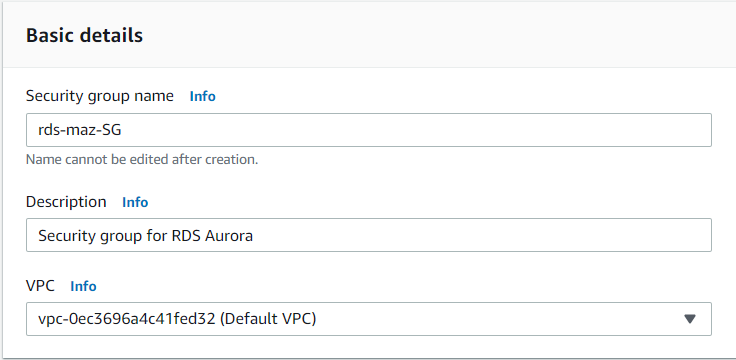 Basic details
Security group name Info
rds-maz-SG
Name cannot be edited after creation.
Description Info
Security group for RDS Aurora
VPC Info
vpc-0ec3696a4c41fed32 (Default VPC)